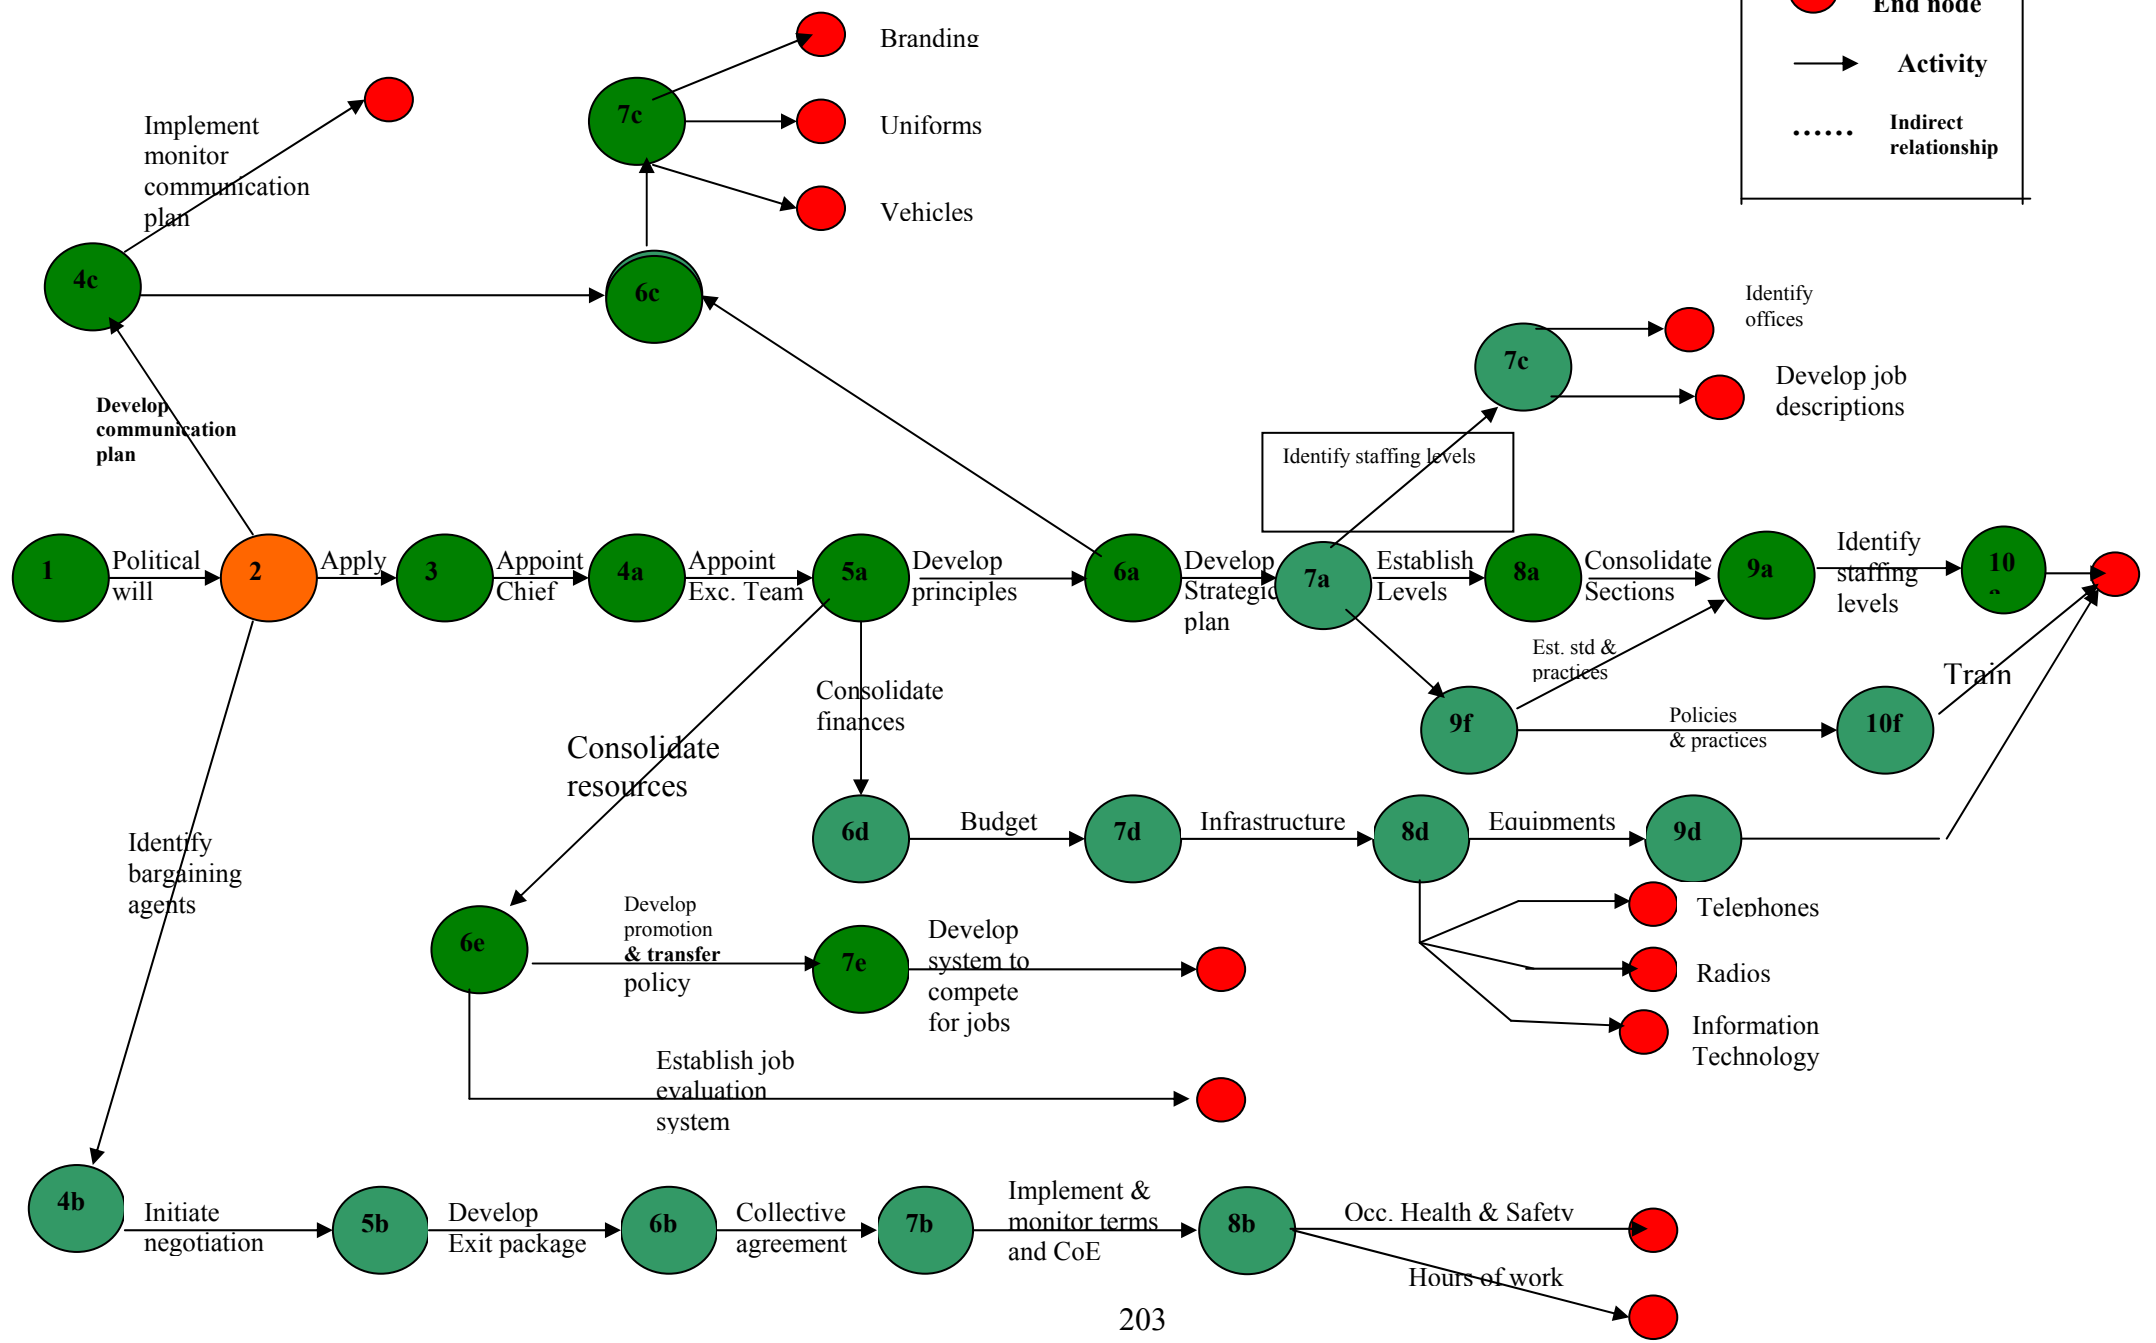 End node
Activity
Indirect
relationship
Branding
Uniforms
Vehicles
7c
Implement
monitor
communication
plan
4c
6c
Identify
offices
7c
Develop job
descriptions
Develop
communication
plan
Identify staffing levels
1
Political
will
2
Apply
3
Appoint
Chief
4a
Appoint
Exc. Team
5a
Develop
principles
6a
Develop
Strategic
plan
7a
Establish
Levels
8a
Consolidate
Sections
9a
Identify
staffing
levels
10
a
Est. std &
practices
Train
Consolidate
finances
Consolidate
resources
9f
Policies
& practices
10f
Identify
bargaining
agents
6d
Budget
7d
Infrastructure
8d
Equipments
9d
Telephones
Radios
Information
Technology
6e
Develop
promotion
& transfer
policy
7e
Develop
system to
compete
for jobs
Establish job
evaluation
system
4b
Initiate
negotiation
5b
Develop
Exit package
6b
Collective
agreement
7b
Implement &
monitor terms
and CoE
8b
Occ. Health & Safety
Hours of work
203